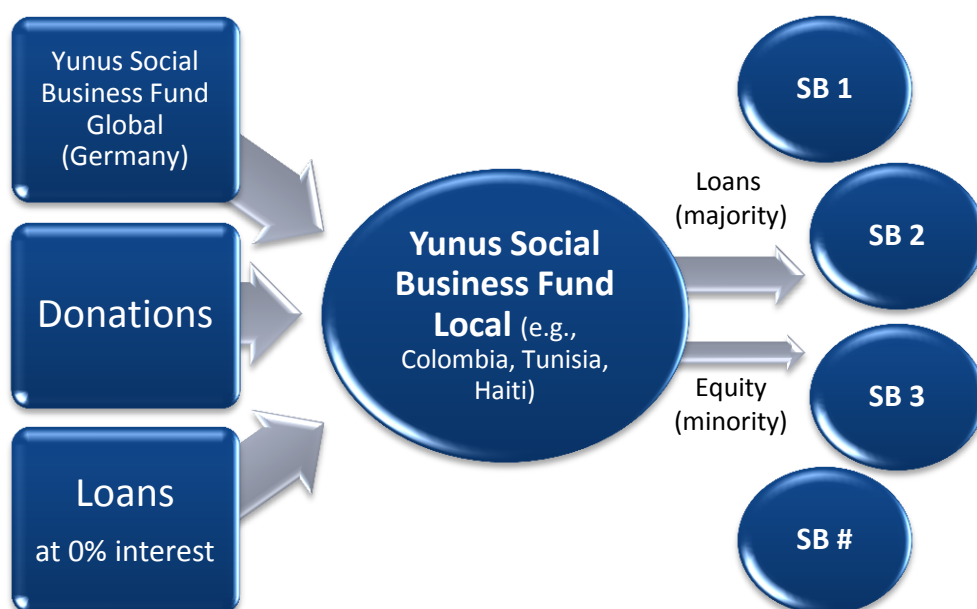 Yunus Social
Business Fund
Global
(Germany)
Donations
Loans
at 0% interest
Yunus Social
Business Fund
Local (e.g.,
Colombia, Tunisia,
Haiti)
Loans
(majority)
Equity
(minority)
SB 1
SB 2
SB 3
SB #